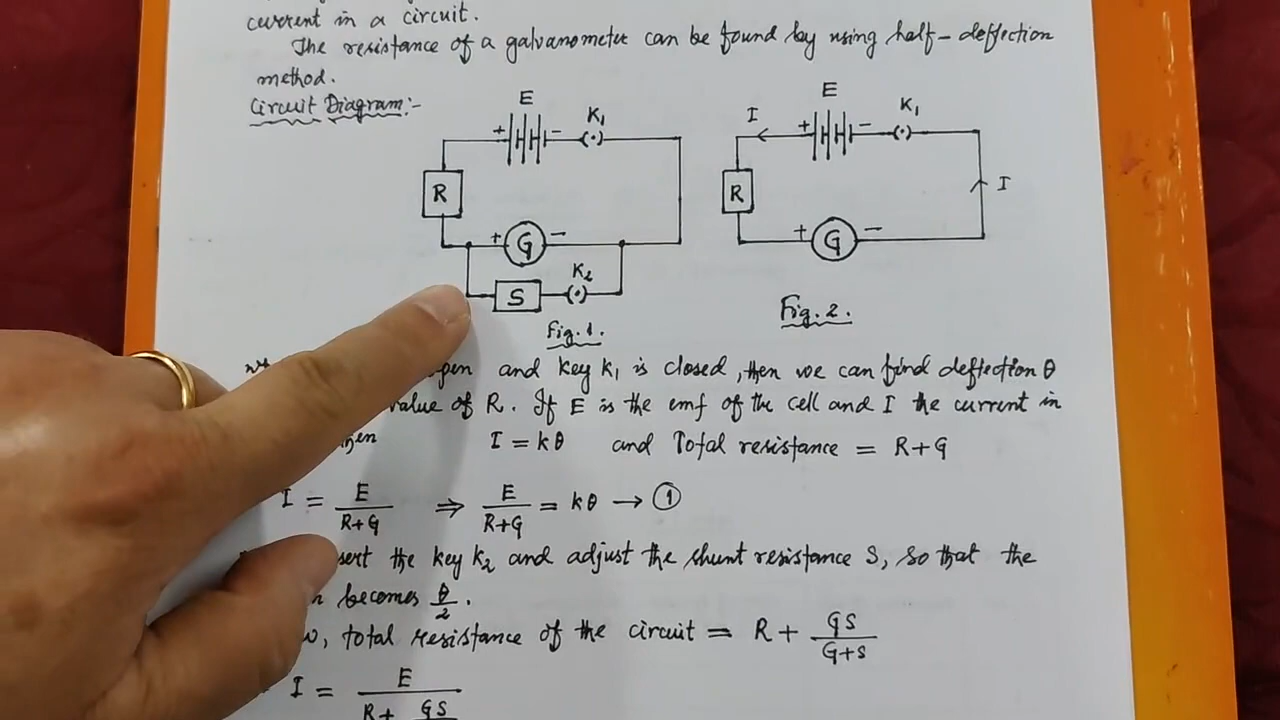 current in a circuit.
The resistance of a galvanometer can be found by using half-deflection
method.
Circuit Diagram:-
E
K₁
+ -
R
+ G -
S
K₂
Fig.1.
E
K₁
I
+ -
R
I
+ G -
Fig.2.
open and key K₁ is closed, then we can find deflection θ
value of R. If E is the emf of the cell and I the current in
then I = kθ and Total resistance = R+G
I = E/(R+G) ⇒ E/(R+G) = kθ → ①
the key K₂ and adjust the shunt resistance S, so that the
becomes θ/2.
total resistance of the circuit = R + GS/(G+S)
I = E/(R+ GS